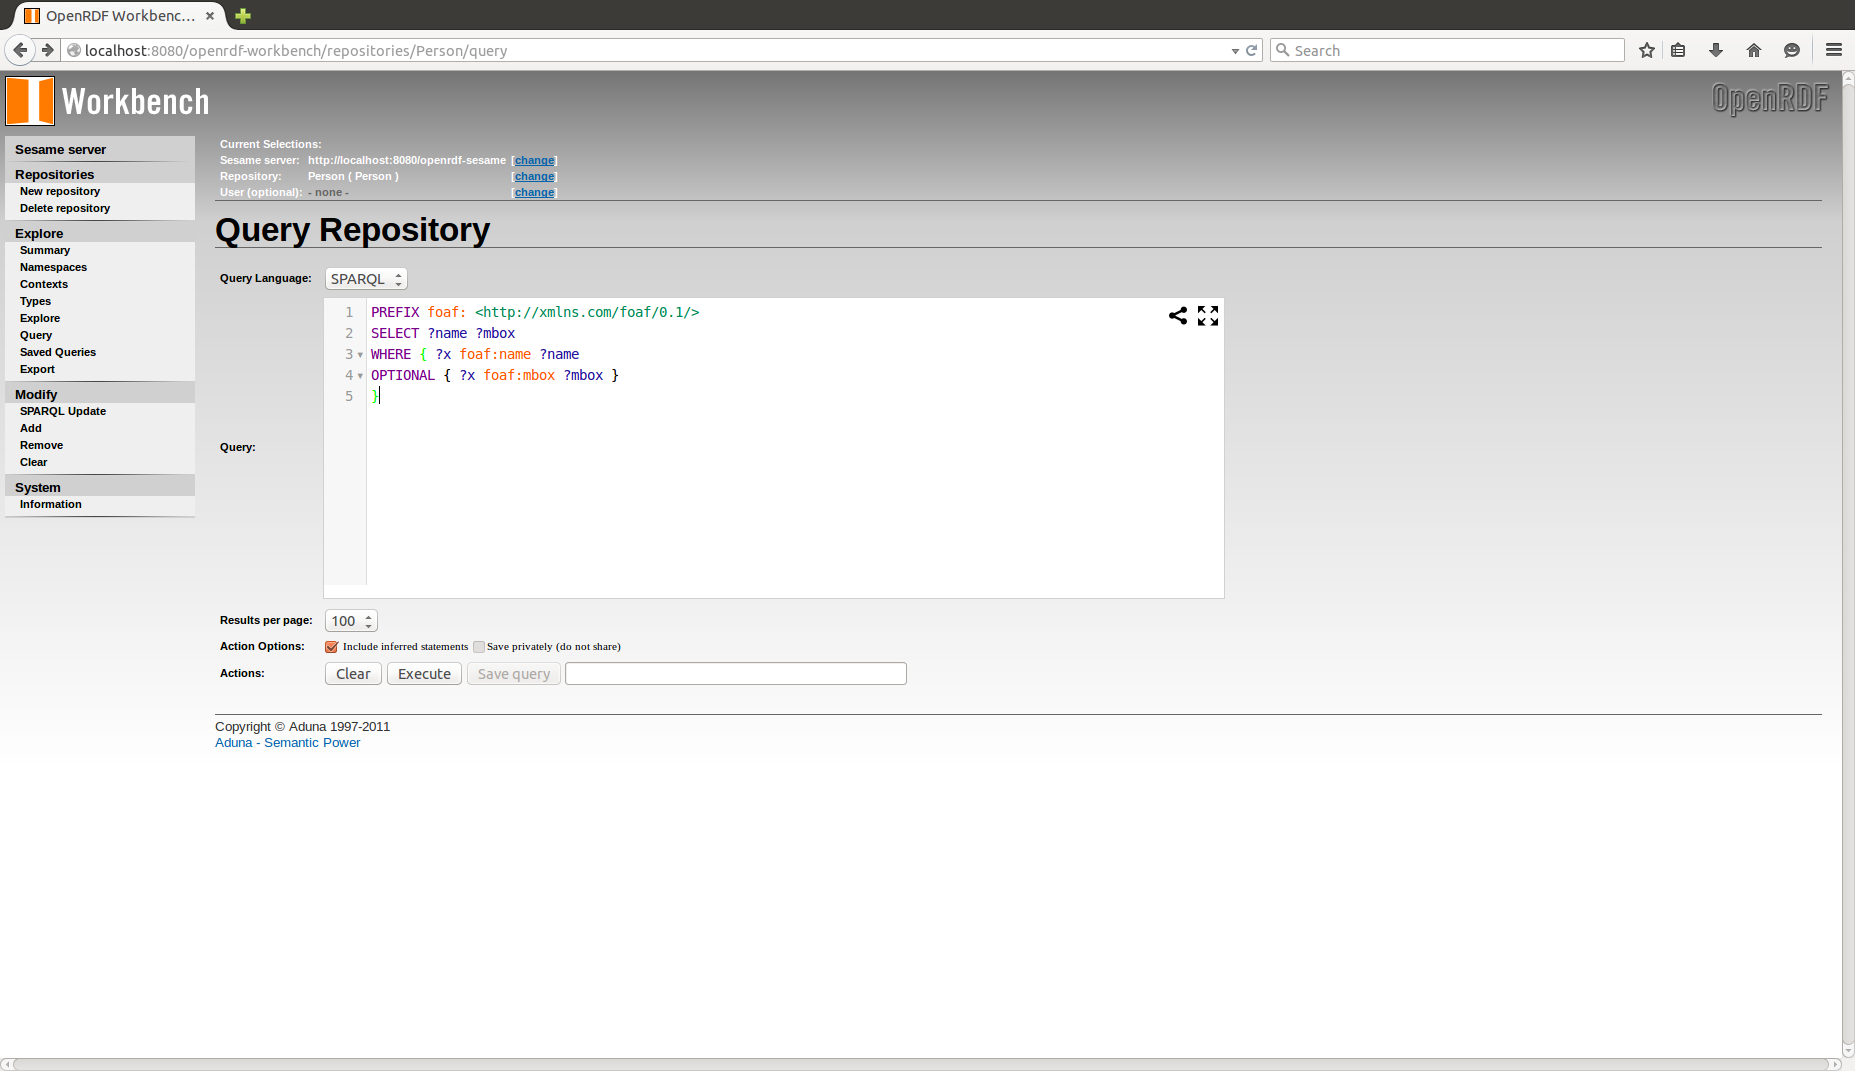 OpenRDF Workbenc...
localhost:8080/openrdf-workbench/repositories/Person/query
Search
Workbench
OpenRDF
Sesame server
Repositories
New repository
Delete repository
Explore
Summary
Namespaces
Contexts
Types
Explore
Query
Saved Queries
Export
Modify
SPARQL Update
Add
Remove
Clear
System
Information
Current Selections:
Sesame server: http://localhost:8080/openrdf-sesame [change]
Repository: Person ( Person ) [change]
User (optional): - none - [change]
Query Repository
Query Language: SPARQL
Query:
1 PREFIX foaf: <http://xmlns.com/foaf/0.1/>
2 SELECT ?name ?mbox
3 WHERE { ?x foaf:name ?name
4 OPTIONAL { ?x foaf:mbox ?mbox }
5 }
Results per page: 100
Action Options: Include inferred statements Save privately (do not share)
Actions: Clear Execute Save query
Copyright © Aduna 1997-2011
Aduna - Semantic Power